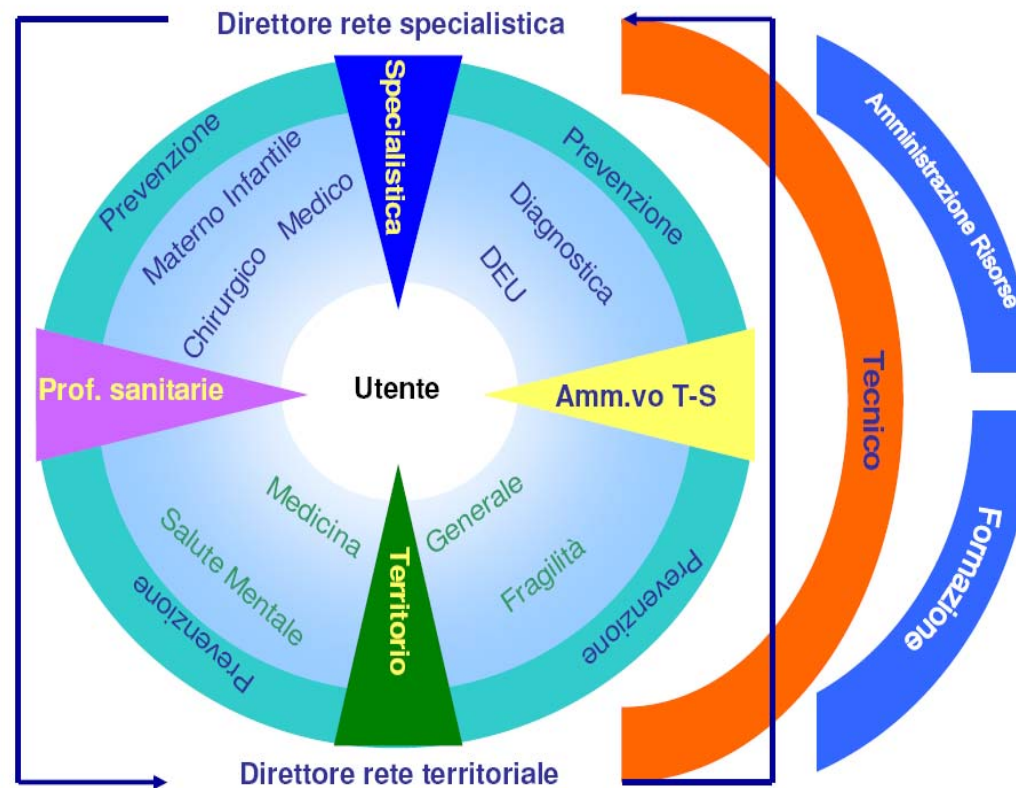 Direttore rete specialistica
Specialistica
Prevenzione
Prevenzione
Materno Infantile
Medico
Chirurgico
Diagnostica
DEU
Prof. sanitarie
Utente
Amm.vo T-S
Tecnico
Amministrazione Risorse
Formazione
Medicina
Generale
Salute Mentale
Fragilità
Territorio
Prevenzione
Prevenzione
Direttore rete territoriale